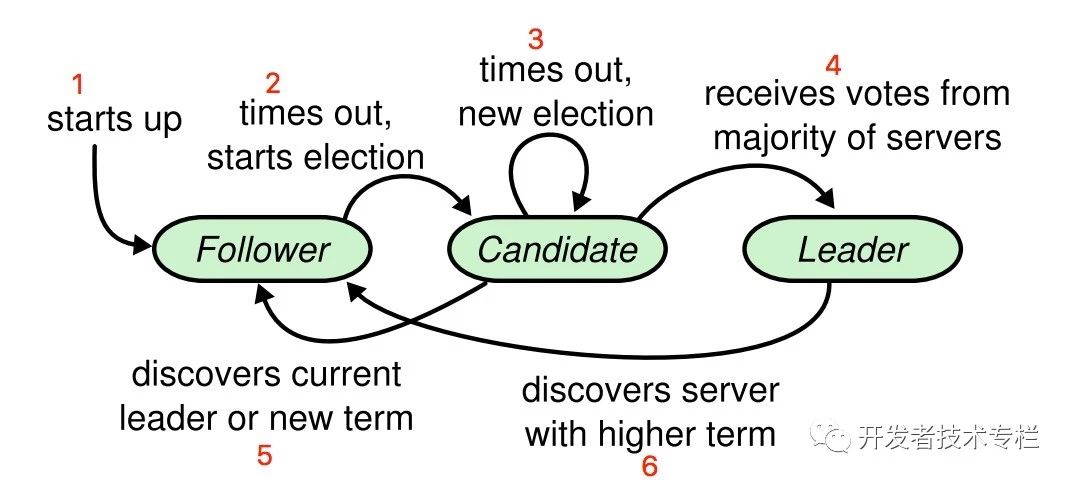 1
starts up
2
times out,
starts election
3
times out,
new election
4
receives votes from
majority of servers
Follower
Candidate
Leader
discovers current
leader or new term
5
discovers server
with higher term
6
开发者技术专栏